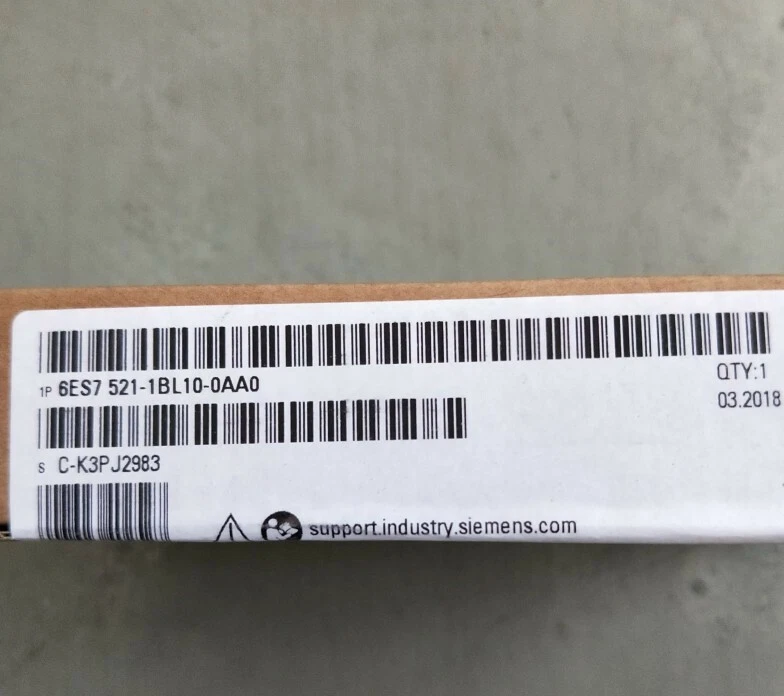 1P 6ES7 521-1BL10-0AA0
QTY:1
03.2018
S C-K3PJ2983
support.industry.siemens.com